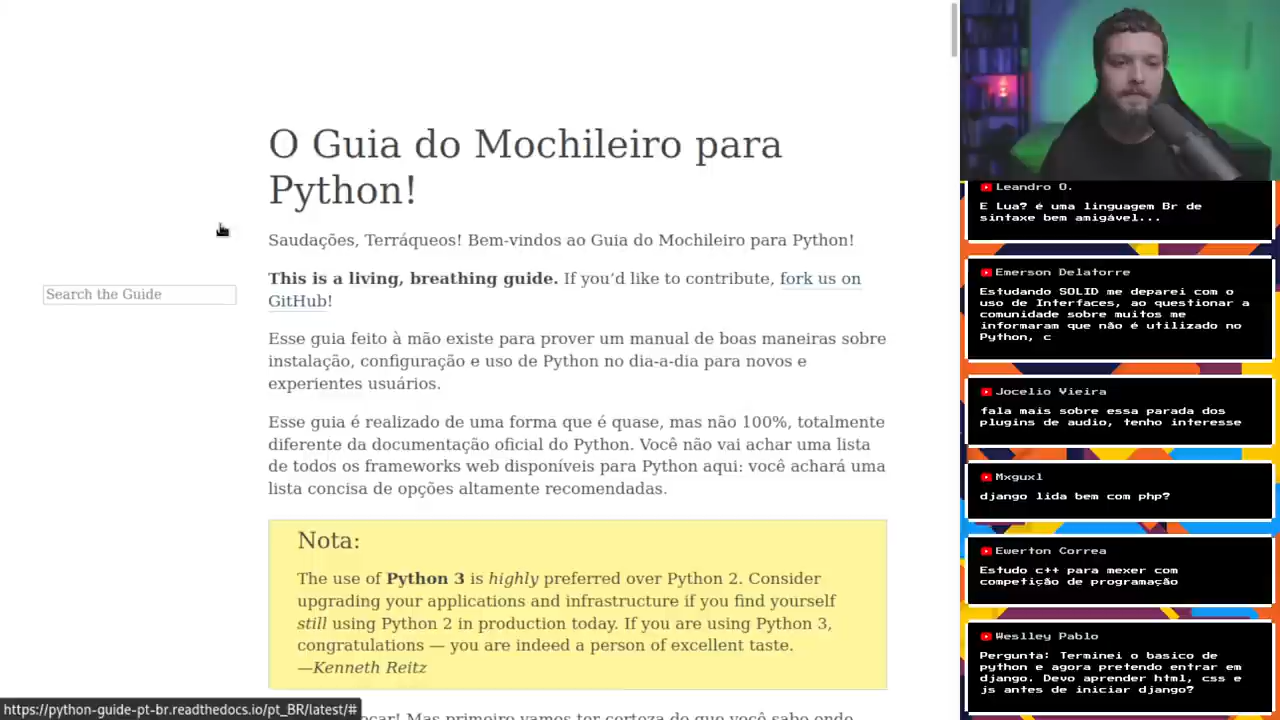 O Guia do Mochileiro para
Python!
Saudações, Terráqueos! Bem-vindos ao Guia do Mochileiro para Python!
This is a living, breathing guide. If you’d like to contribute, fork us on
GitHub!
Search the Guide
Esse guia feito à mão existe para prover um manual de boas maneiras sobre
instalação, configuração e uso de Python no dia-a-dia para novos e
experientes usuários.
Esse guia é realizado de uma forma que é quase, mas não 100%, totalmente
diferente da documentação oficial do Python. Você não vai achar uma lista
de todos os frameworks web disponíveis para Python aqui: você achará uma
lista concisa de opções altamente recomendadas.
Nota:
The use of Python 3 is highly preferred over Python 2. Consider
upgrading your applications and infrastructure if you find yourself
still using Python 2 in production today. If you are using Python 3,
congratulations — you are indeed a person of excellent taste.
—Kenneth Reitz
Mas primeiro vamos ter certeza de que você sabe onde
https://python-guide-pt-br.readthedocs.io/pt_BR/latest/#
Leandro O.
E Lua? é uma linguagem Br de
sintaxe bem amigável...
Emerson Delatorre
Estudando SOLID me deparei com o
uso de Interfaces, ao questionar a
comunidade sobre muitos me
informaram que não é utilizado no
Python, c
Jocelio Vieira
fala mais sobre essa parada dos
plugins de audio, tenho interesse
Mxguxl
django lida bem com php?
Ewerton Correa
Estudo c++ para mexer com
competição de programação
Weslley Pablo
Pergunta: Terminei o basico de
python e agora pretendo entrar em
django. Devo aprender html, css e
js antes de iniciar django?